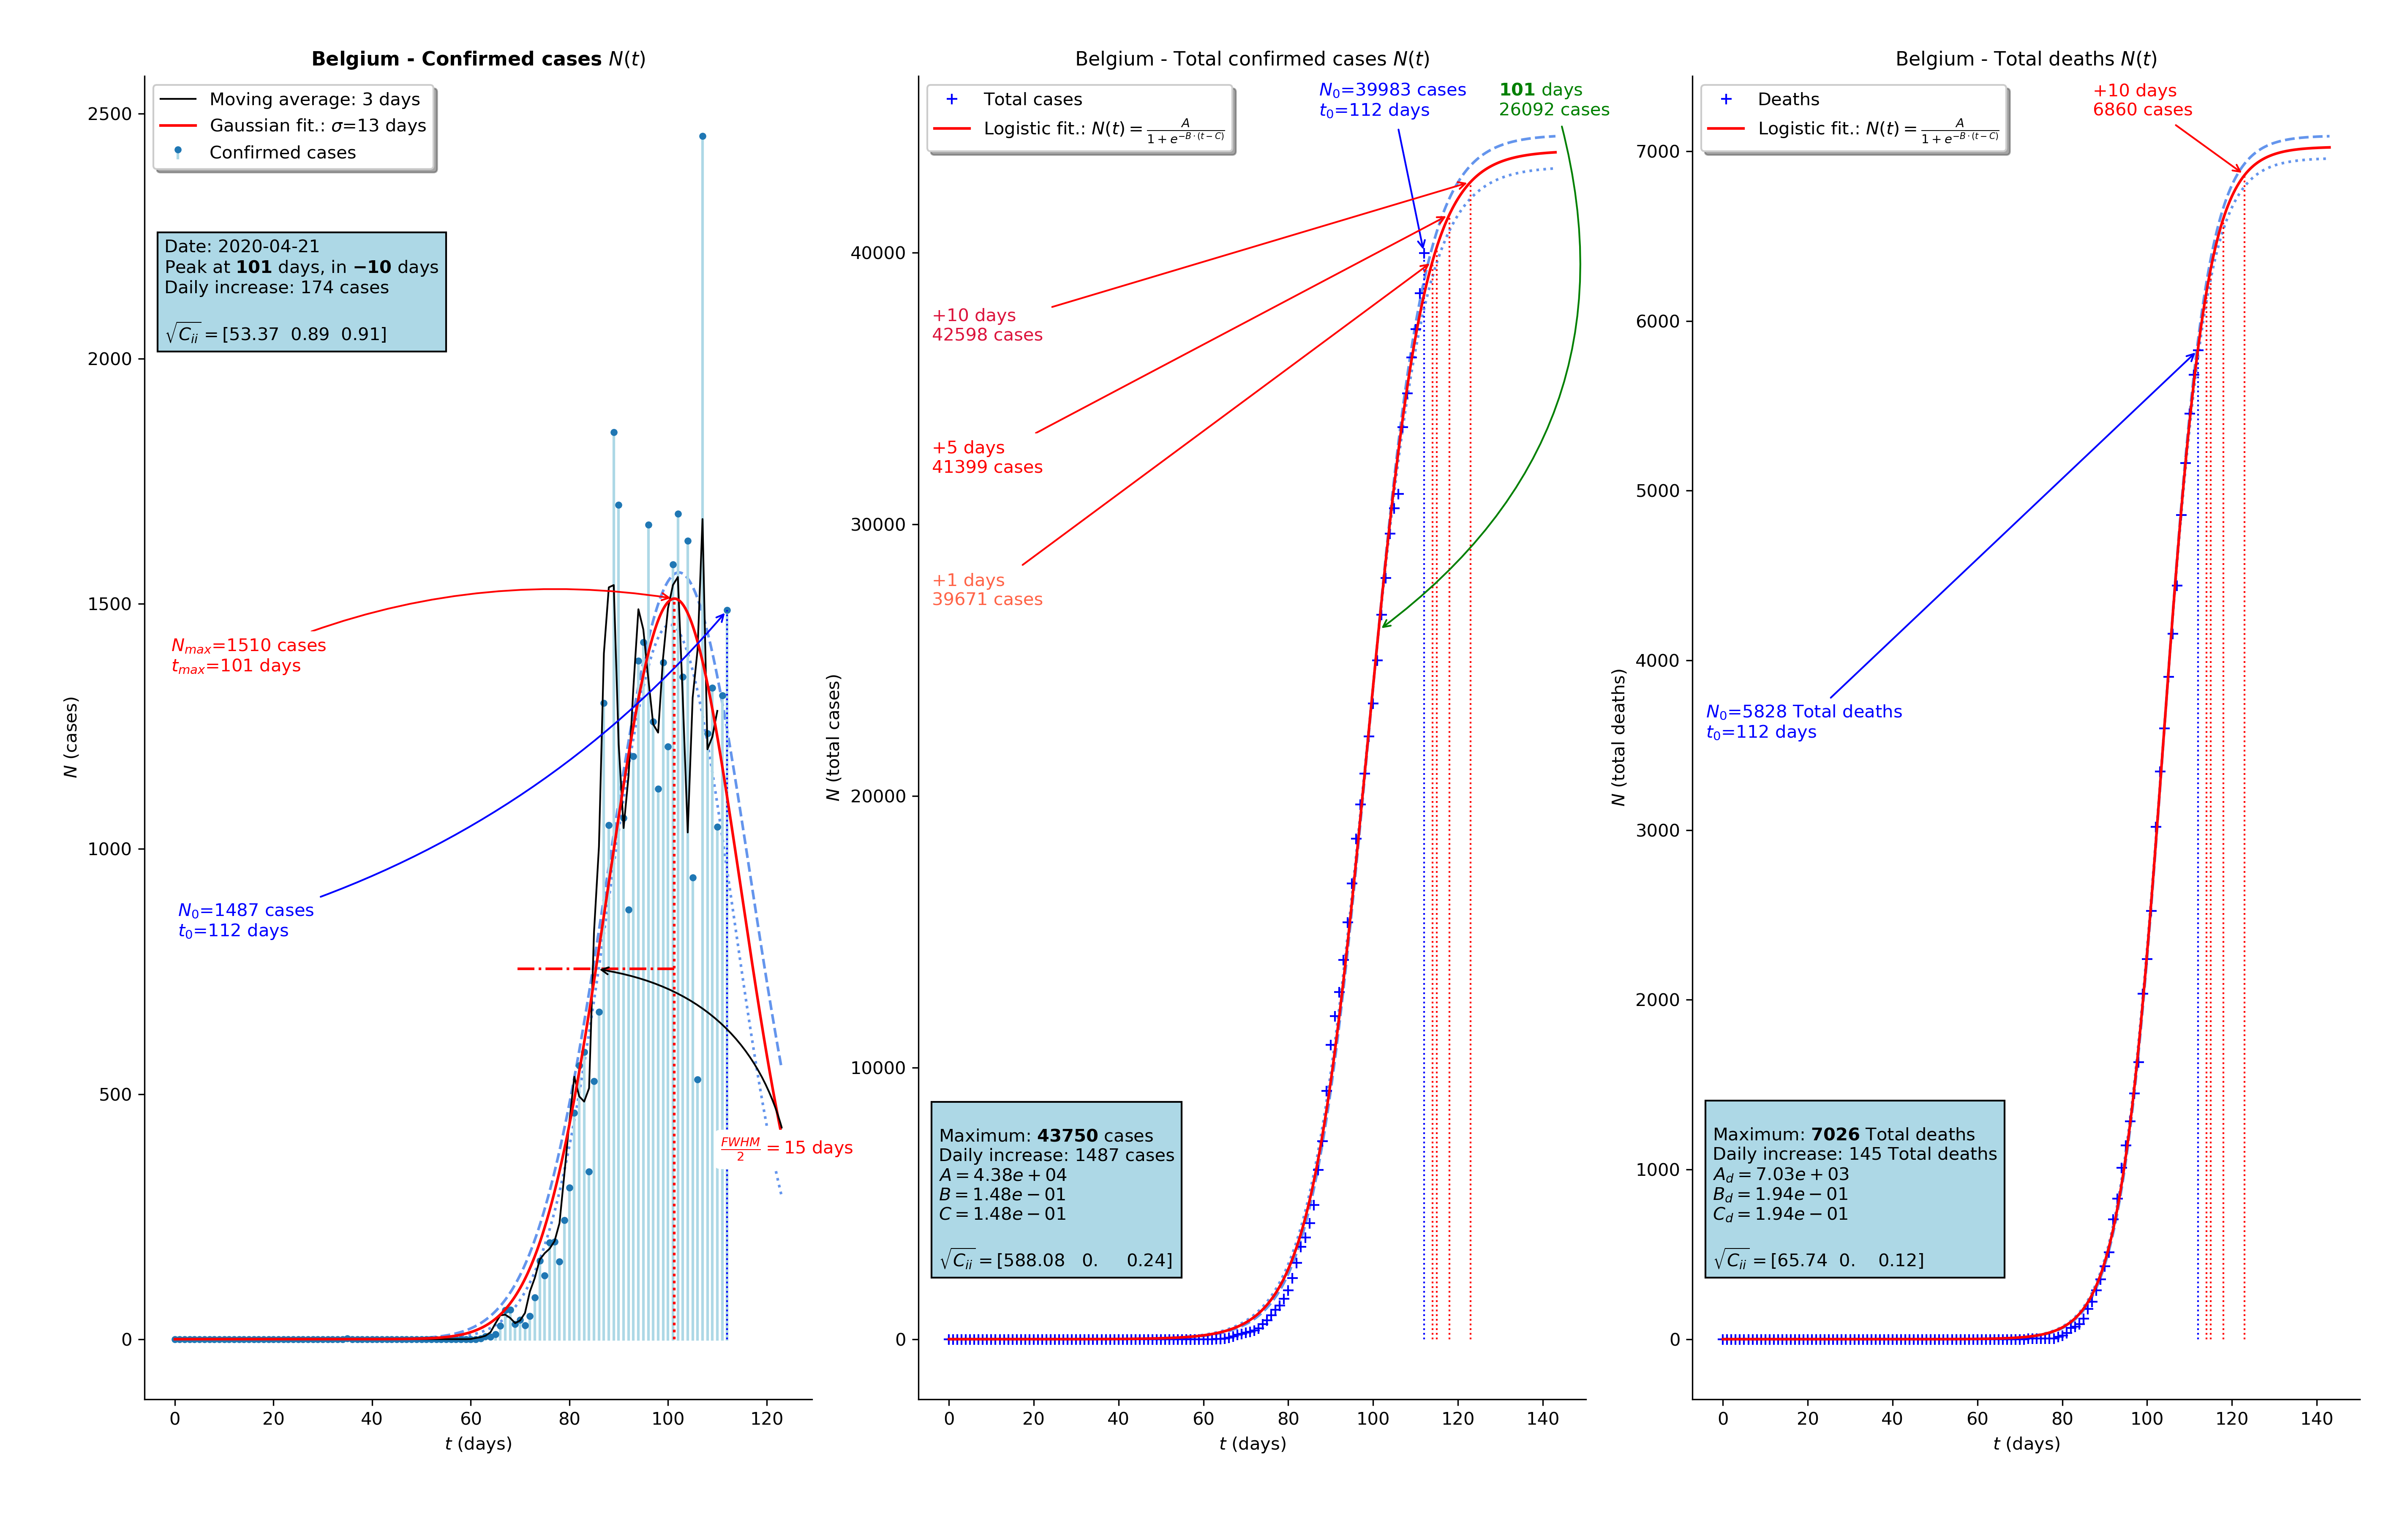 Belgium - Confirmed cases N(t)
Moving average: 3 days
Gaussian fit.: σ=13 days
Confirmed cases
Date: 2020-04-21
Peak at 101 days, in −10 days
Daily increase: 174 cases
√C_ii = [53.37 0.89 0.91]
N_max=1510 cases
t_max=101 days
N_0=1487 cases
t_0=112 days
FWHM/2 = 15 days
N (cases)
2500
2000
1500
1000
500
0
0 20 40 60 80 100 120
t (days)
Belgium - Total confirmed cases N(t)
Total cases
Logistic fit.: N(t) = A/(1 + e^{−B·(t−C)})
N_0=39983 cases
t_0=112 days
101 days
26092 cases
+10 days
42598 cases
+5 days
41399 cases
+1 days
39671 cases
Maximum: 43750 cases
Daily increase: 1487 cases
A = 4.38e + 04
B = 1.48e − 01
C = 1.48e − 01
√C_ii = [588.08 0. 0.24]
N (total cases)
40000
30000
20000
10000
0
0 20 40 60 80 100 120 140
t (days)
Belgium - Total deaths N(t)
Deaths
Logistic fit.: N(t) = A/(1 + e^{−B·(t−C)})
+10 days
6860 cases
N_0=5828 Total deaths
t_0=112 days
Maximum: 7026 Total deaths
Daily increase: 145 Total deaths
A_d = 7.03e + 03
B_d = 1.94e − 01
C_d = 1.94e − 01
√C_ii = [65.74 0. 0.12]
N (total deaths)
7000
6000
5000
4000
3000
2000
1000
0
0 20 40 60 80 100 120 140
t (days)